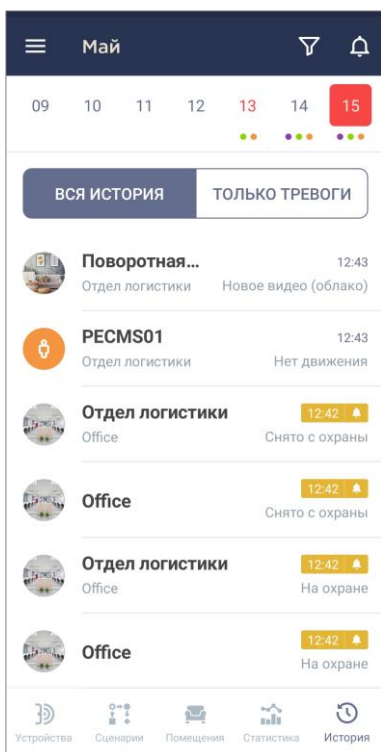 Май
09 10 11 12 13 14 15
ВСЯ ИСТОРИЯ ТОЛЬКО ТРЕВОГИ
Поворотная... 12:43
Отдел логистики Новое видео (облако)
PECMS01 12:43
Отдел логистики Нет движения
Отдел логистики 12:42
Office Снято с охраны
Office 12:42
Снято с охраны
Отдел логистики 12:42
Office На охране
Office 12:42
На охране
Устройства Сценарии Помещения Статистика История